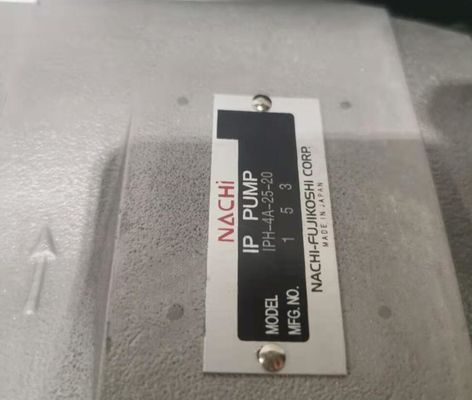 NACHi
IP PUMP
MODEL IPH-4A-25-20
MFG.NO. 1 5 3
NACHI-FUJIKOSHI CORP.
MADE IN JAPAN